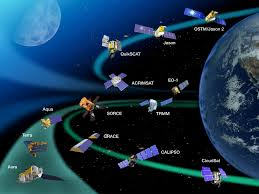 OSTM/Jason 2
Jason
QuikSCAT
ACRIMSAT
EO-1
Aqua
SORCE
TRMM
Terra
GRACE
CALIPSO
CloudSat
Aura